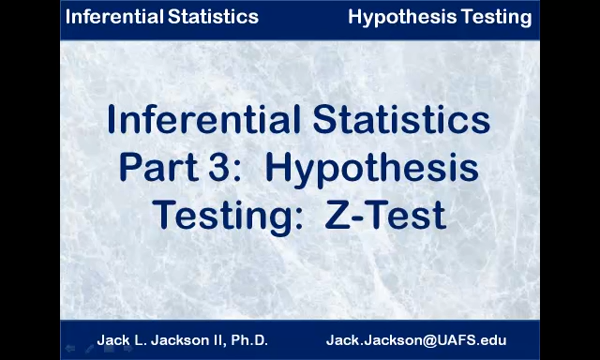 Inferential Statistics Hypothesis Testing
Inferential Statistics
Part 3: Hypothesis
Testing: Z-Test
Jack L. Jackson II, Ph.D. Jack.Jackson@UAFS.edu